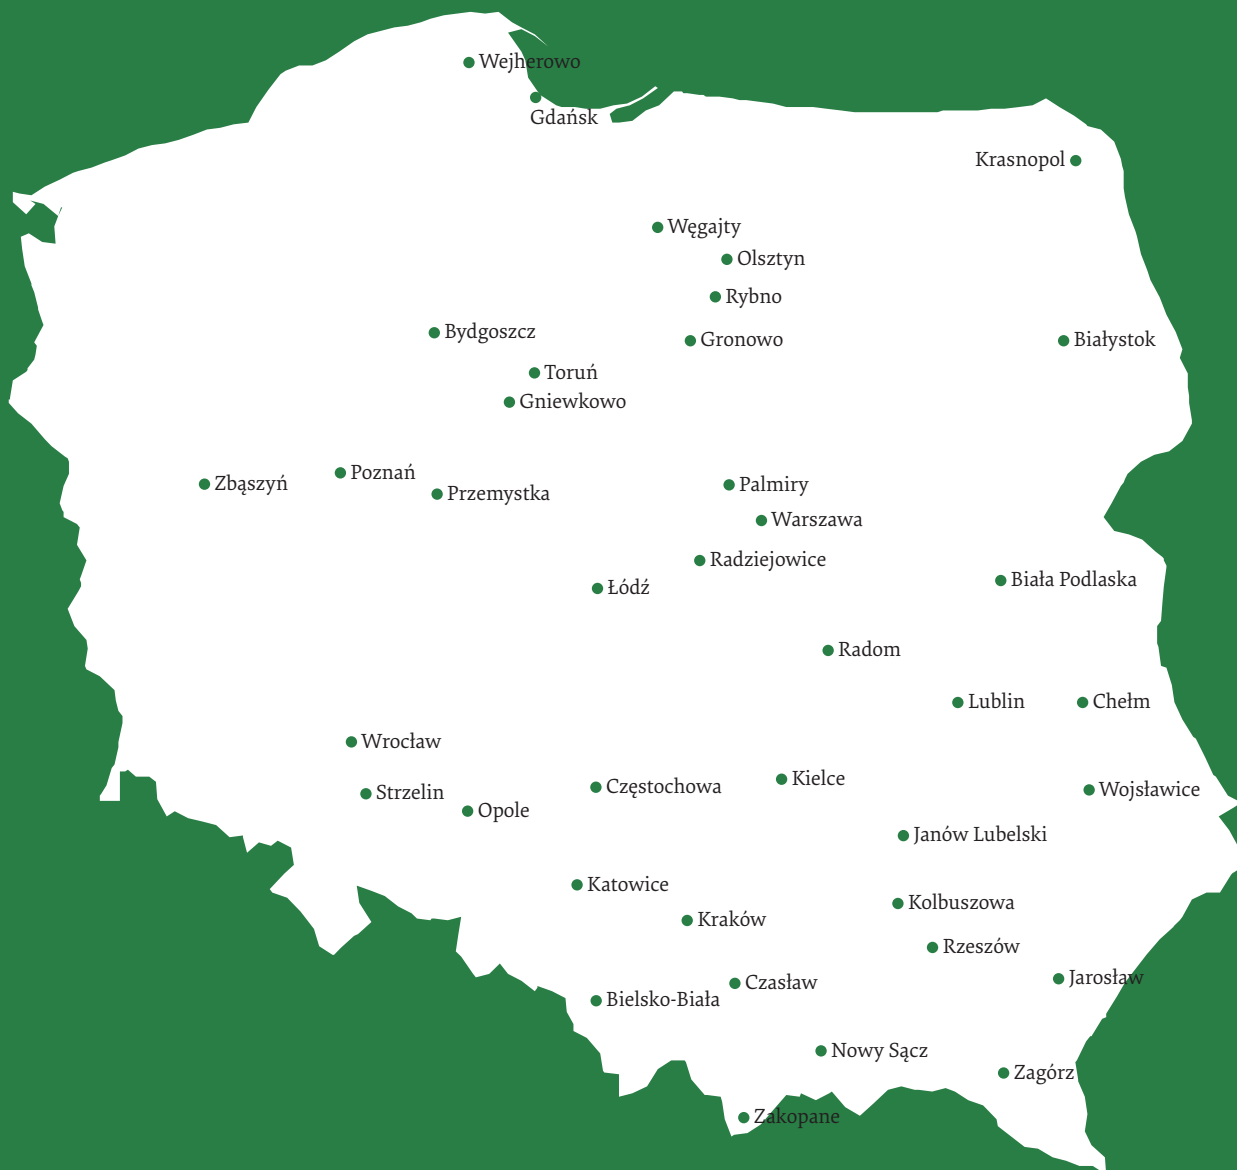 Wejherowo
Gdańsk
Krasnopol
Węgajty
Olsztyn
Rybno
Bydgoszcz
Gronowo
Białystok
Toruń
Gniewkowo
Zbąszyń
Poznań
Przemystka
Palmiry
Warszawa
Radziejowice
Łódź
Biała Podlaska
Radom
Lublin
Chełm
Wrocław
Strzelin
Opole
Częstochowa
Kielce
Wojsławice
Janów Lubelski
Katowice
Kraków
Kolbuszowa
Rzeszów
Czasław
Jarosław
Bielsko-Biała
Nowy Sącz
Zagórz
Zakopane